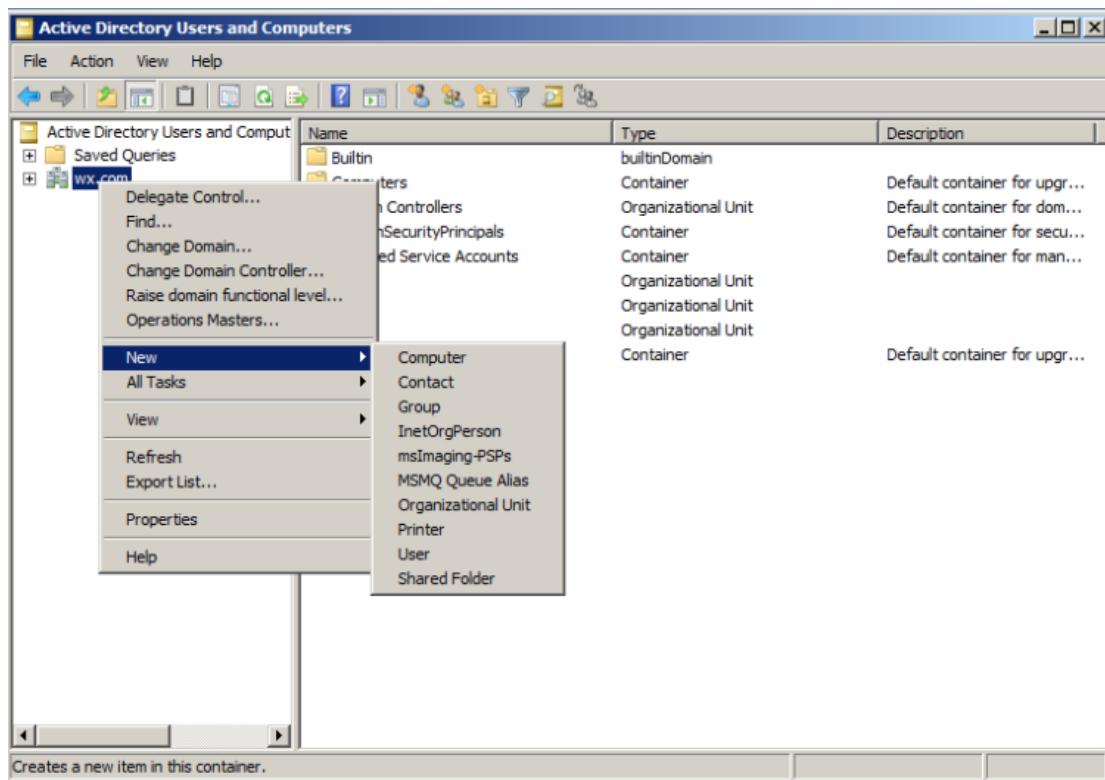 Active Directory Users and Computers
File Action View Help
Active Directory Users and Comput
Saved Queries
wx.com
Name Type Description
Builtin builtinDomain
Computers Container Default container for upgr...
n Controllers Organizational Unit Default container for dom...
nSecurityPrincipals Container Default container for secu...
ed Service Accounts Container Default container for man...
Organizational Unit
Organizational Unit
Organizational Unit
Container Default container for upgr...
Delegate Control...
Find...
Change Domain...
Change Domain Controller...
Raise domain functional level...
Operations Masters...
New
All Tasks
View
Refresh
Export List...
Properties
Help
Computer
Contact
Group
InetOrgPerson
msImaging-PSPs
MSMQ Queue Alias
Organizational Unit
Printer
User
Shared Folder
Creates a new item in this container.